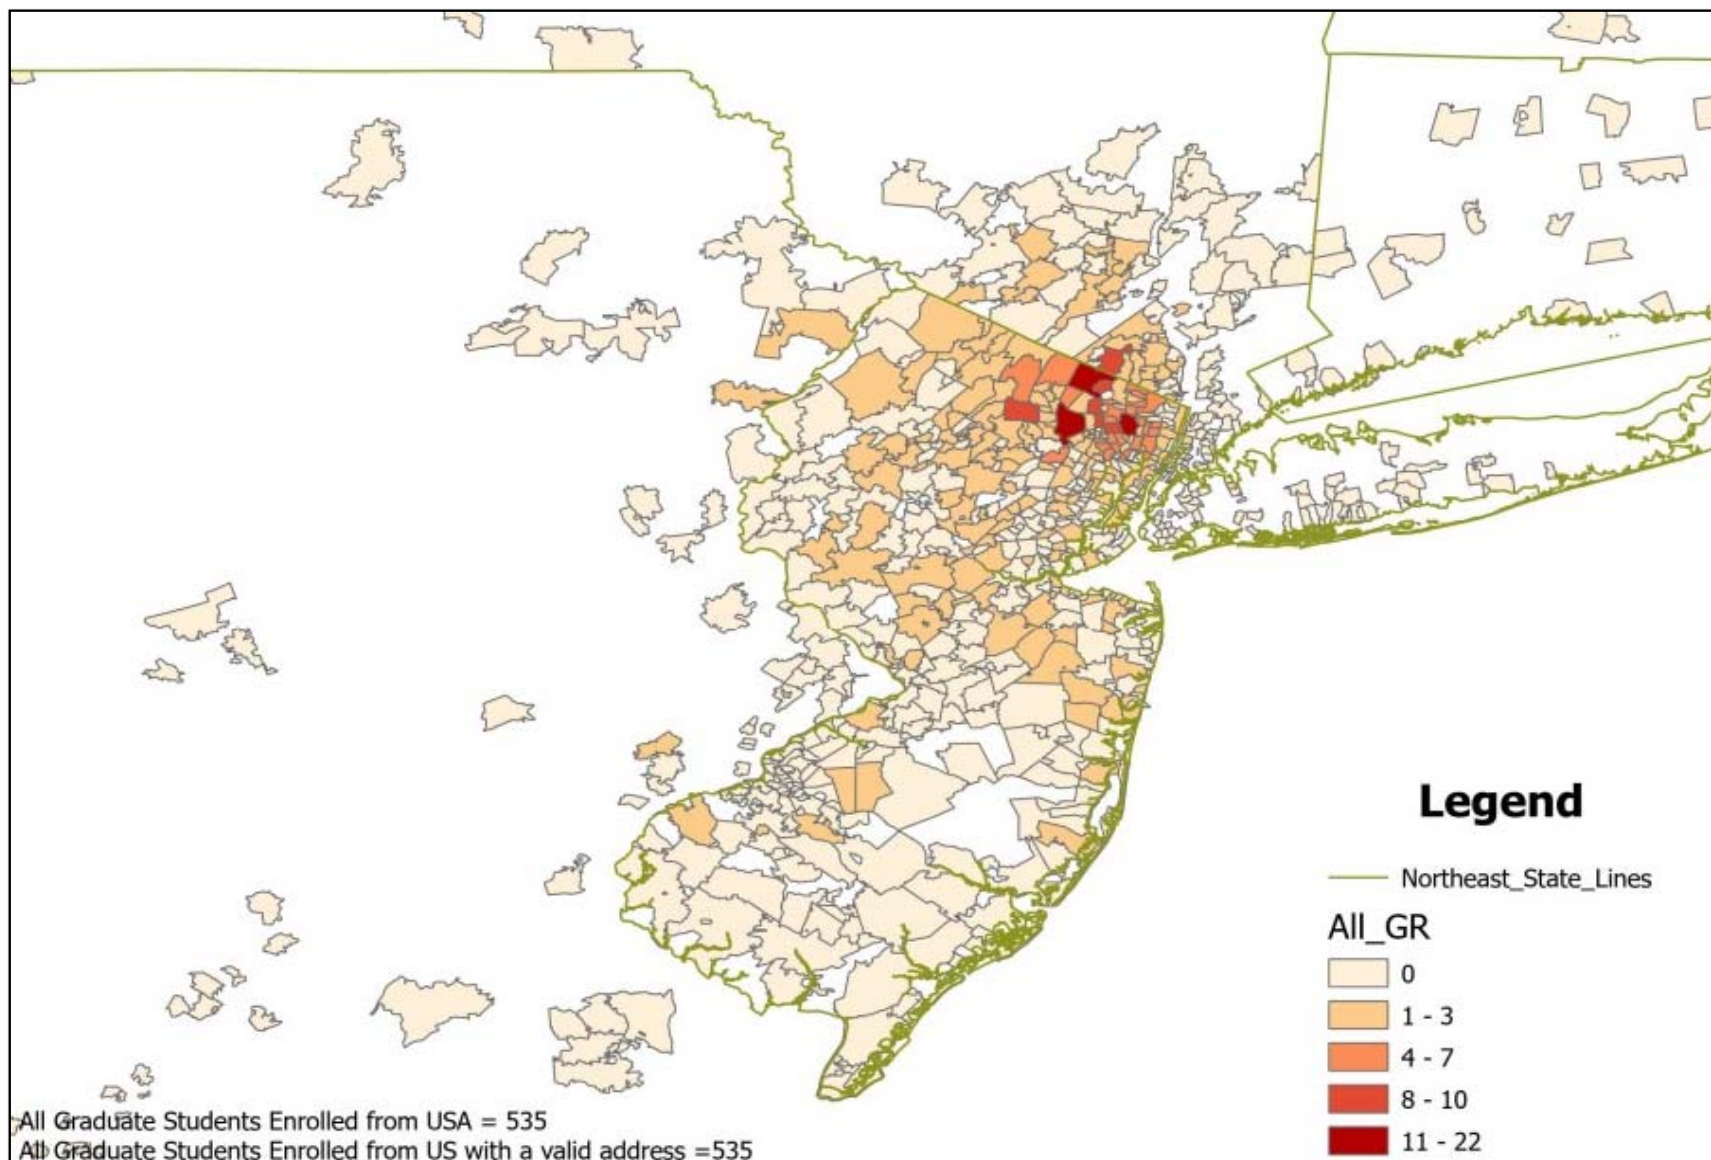 Legend
Northeast_State_Lines
All_GR
0
1 - 3
4 - 7
8 - 10
11 - 22
All Graduate Students Enrolled from USA = 535
All Graduate Students Enrolled from US with a valid address =535